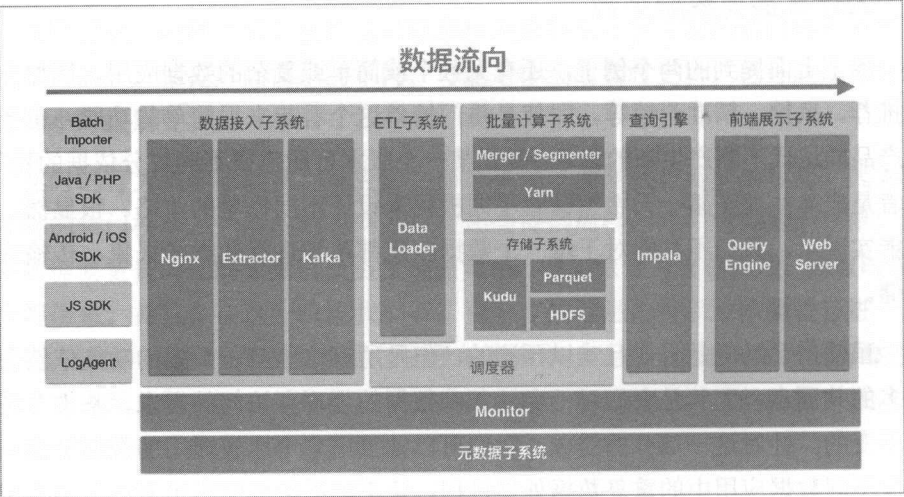 数据流向
Batch
Importer
Java / PHP
SDK
Android / iOS
SDK
JS SDK
LogAgent
数据接入子系统
Nginx
Extractor
Kafka
ETL子系统
Data
Loader
批量计算子系统
Merger / Segmenter
Yarn
存储子系统
Kudu
Parquet
HDFS
调度器
查询引擎
Impala
前端展示子系统
Query
Engine
Web
Server
Monitor
元数据子系统